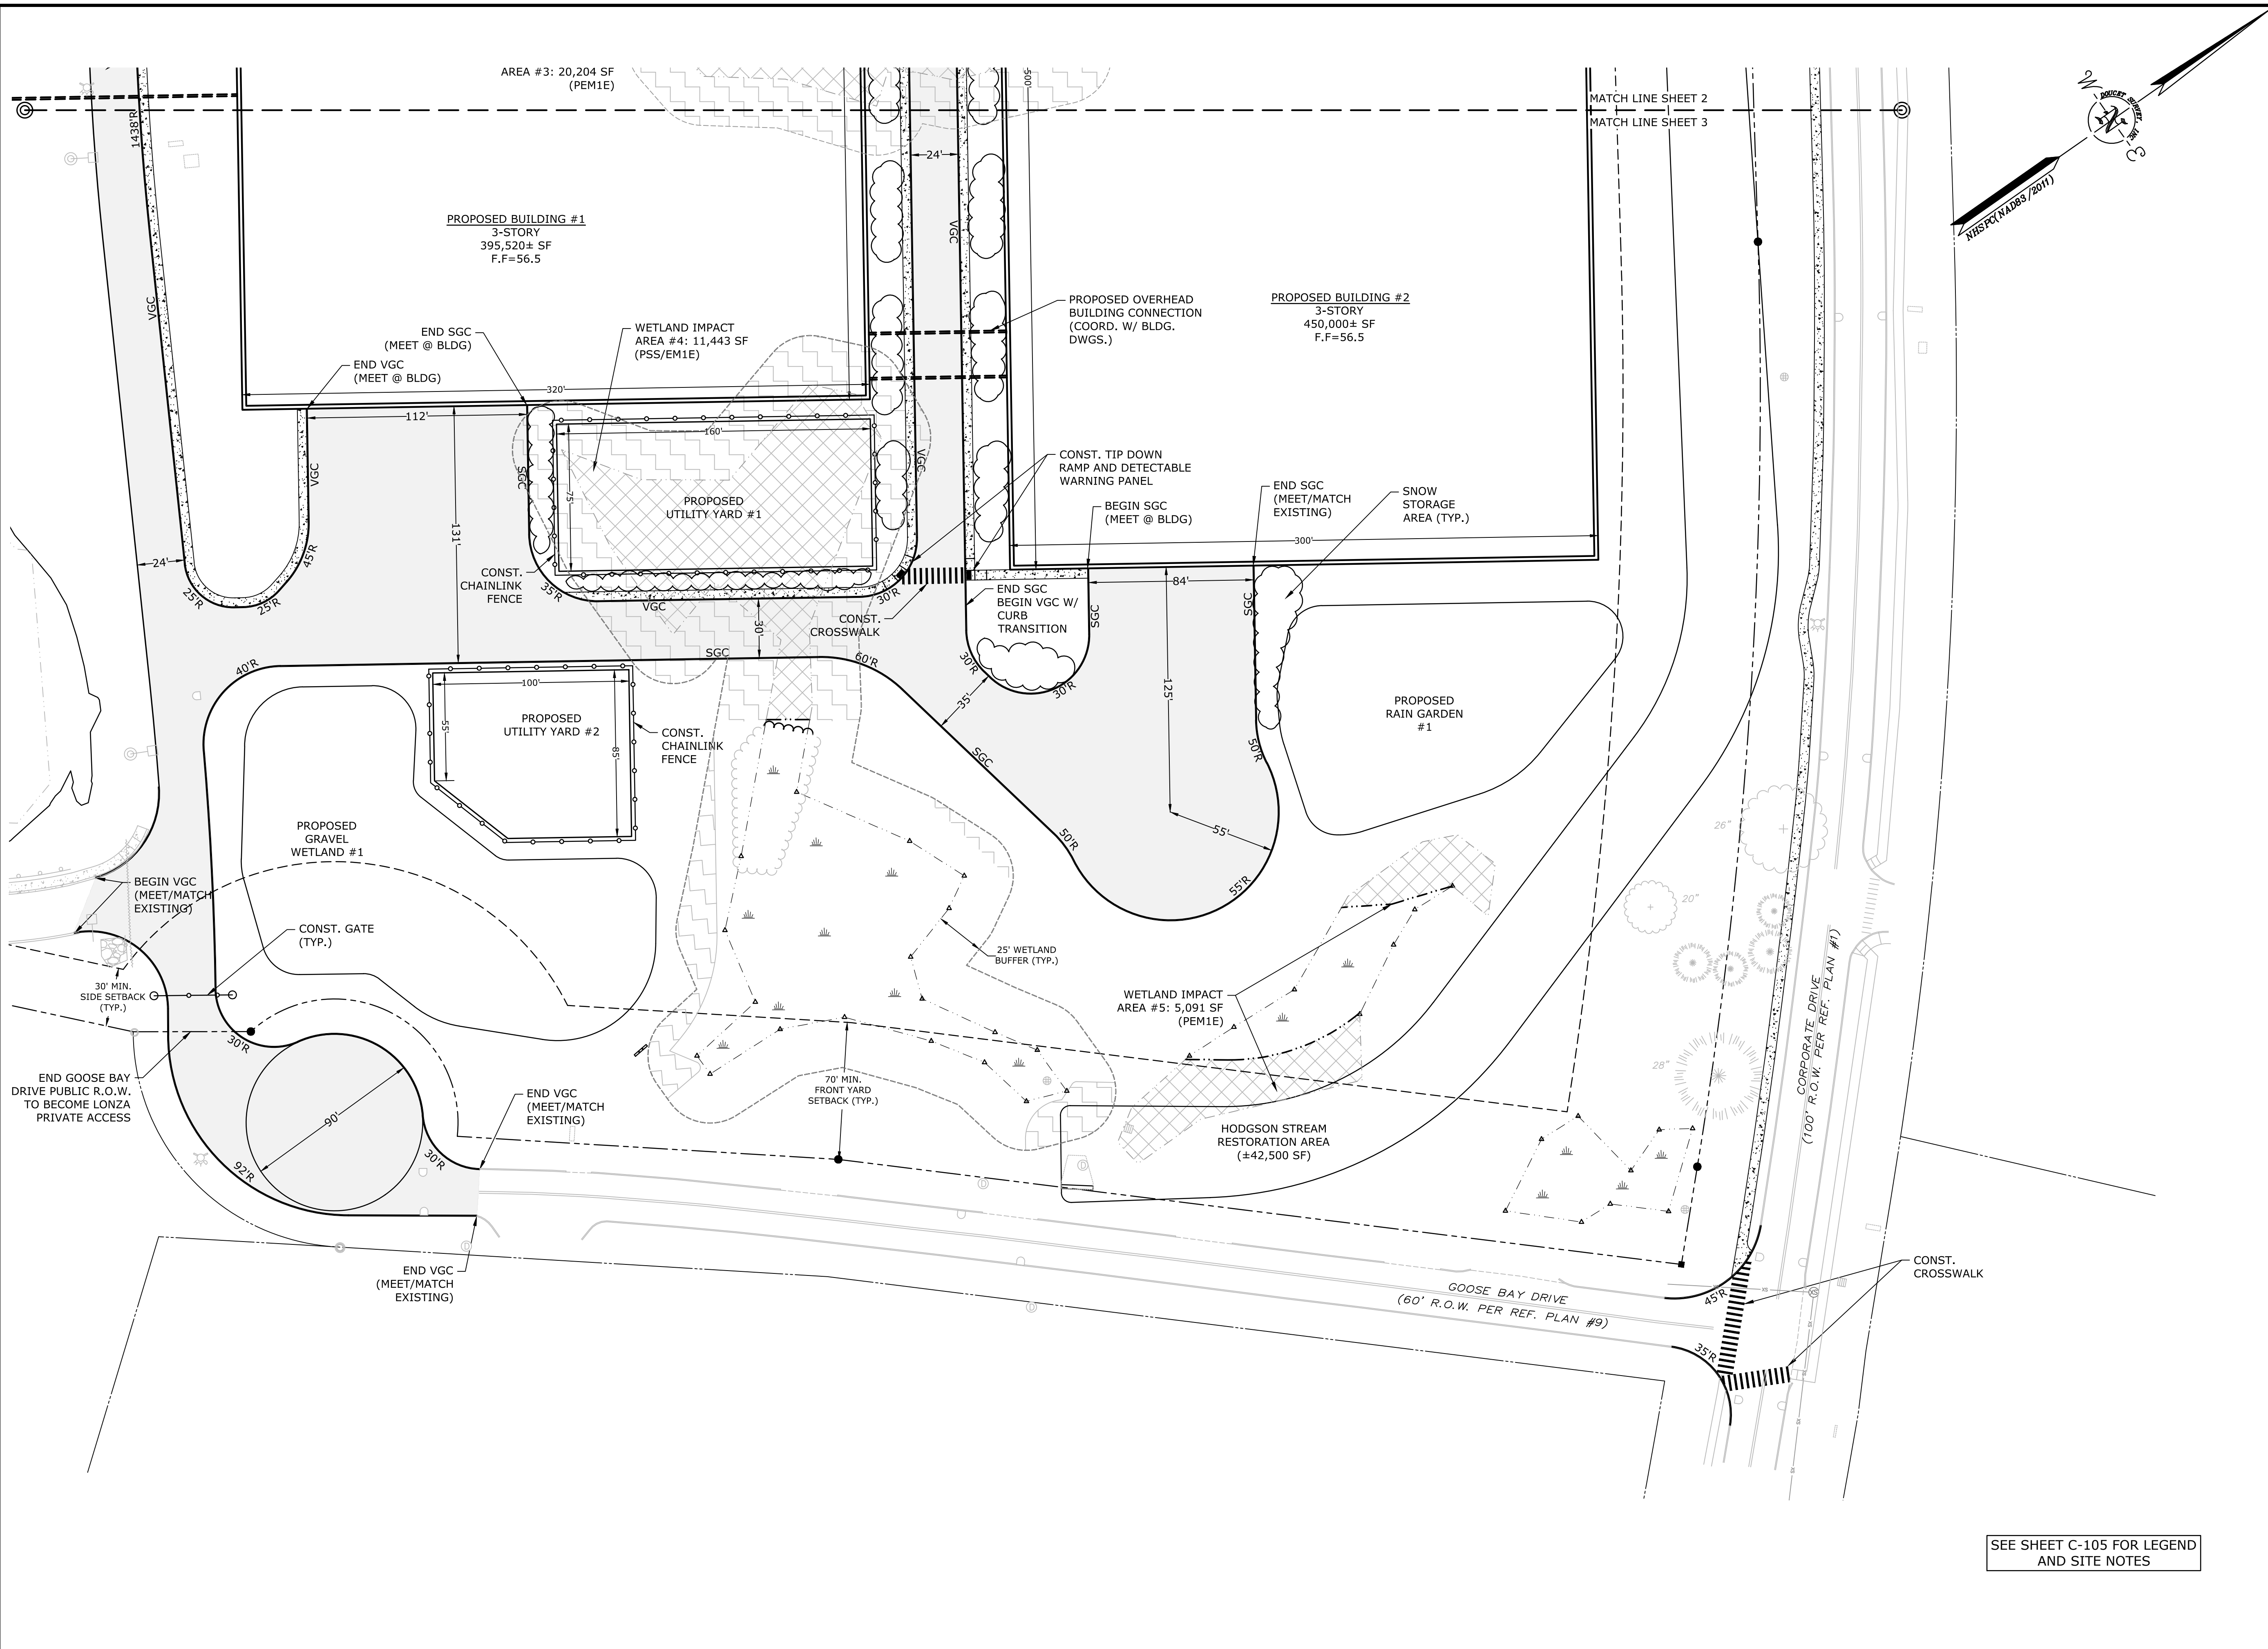 AREA #3: 20,204 SF
(PEM1E)
500'
MATCH LINE SHEET 2
MATCH LINE SHEET 3
DOUCET SURVEY, INC.
NHSPC(NAD83/2011)
1438'R
24'
VGC
VGC
PROPOSED BUILDING #1
3-STORY
395,520± SF
F.F=56.5
PROPOSED BUILDING #2
3-STORY
450,000± SF
F.F=56.5
PROPOSED OVERHEAD
BUILDING CONNECTION
(COORD. W/ BLDG.
DWGS.)
END SGC
(MEET @ BLDG)
WETLAND IMPACT
AREA #4: 11,443 SF
(PSS/EM1E)
END VGC
(MEET @ BLDG)
320'
112'
160'
75'
VGC
SGC
VGC
PROPOSED
UTILITY YARD #1
CONST. TIP DOWN
RAMP AND DETECTABLE
WARNING PANEL
BEGIN SGC
(MEET @ BLDG)
END SGC
(MEET/MATCH
EXISTING)
SNOW
STORAGE
AREA (TYP.)
300'
131'
24'
45'R
25'R
25'R
CONST.
CHAINLINK
FENCE
35'R
VGC
30'R
30'
CONST.
CROSSWALK
END SGC
BEGIN VGC W/
CURB
TRANSITION
84'
SGC
SGC
SGC
40'R
60'R
30'R
30'R
35'
125'
100'
55'
85'
PROPOSED
UTILITY YARD #2
CONST.
CHAINLINK
FENCE
SGC
50'R
PROPOSED
RAIN GARDEN
#1
50'R
55'
55'R
26"
20"
28"
PROPOSED
GRAVEL
WETLAND #1
BEGIN VGC
(MEET/MATCH
EXISTING)
CONST. GATE
(TYP.)
25' WETLAND
BUFFER (TYP.)
30' MIN.
SIDE SETBACK
(TYP.)
WETLAND IMPACT
AREA #5: 5,091 SF
(PEM1E)
30'R
END GOOSE BAY
DRIVE PUBLIC R.O.W.
TO BECOME LONZA
PRIVATE ACCESS
90'
92'R
30'R
END VGC
(MEET/MATCH
EXISTING)
70' MIN.
FRONT YARD
SETBACK (TYP.)
HODGSON STREAM
RESTORATION AREA
(±42,500 SF)
CORPORATE DRIVE
(100' R.O.W. PER REF. PLAN #1)
END VGC
(MEET/MATCH
EXISTING)
GOOSE BAY DRIVE
(60' R.O.W. PER REF. PLAN #9)
45'R
35'R
CONST.
CROSSWALK
SEE SHEET C-105 FOR LEGEND
AND SITE NOTES